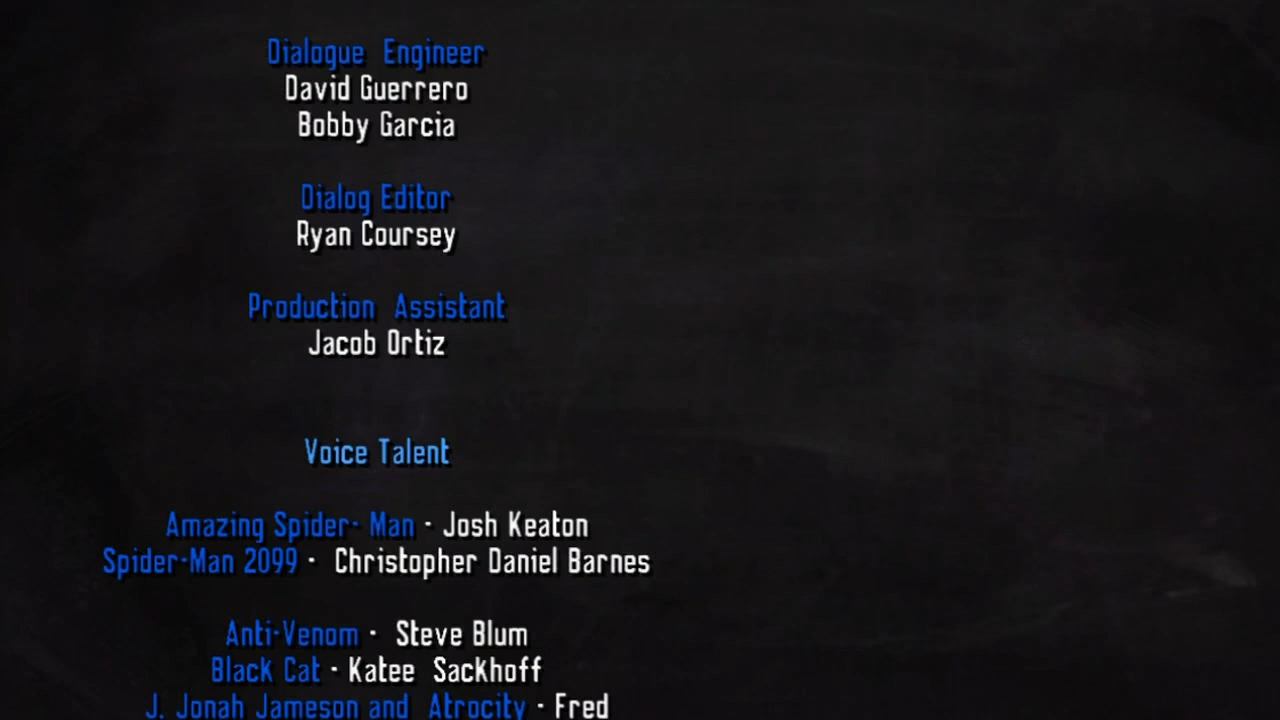 Dialogue Engineer
David Guerrero
Bobby Garcia
Dialog Editor
Ryan Coursey
Production Assistant
Jacob Ortiz
Voice Talent
Amazing Spider- Man - Josh Keaton
Spider-Man 2099 - Christopher Daniel Barnes
Anti-Venom - Steve Blum
Black Cat - Katee Sackhoff
J. Jonah Jameson and Atrocity - Fred